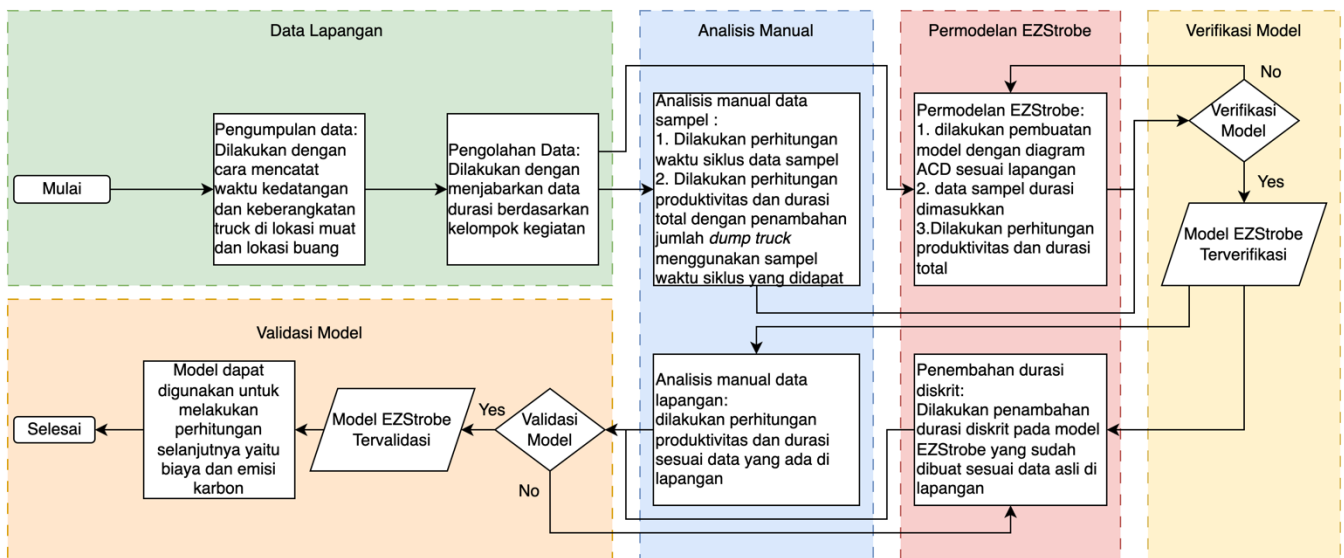 Data Lapangan
Analisis Manual
Permodelan EZStrobe
Verifikasi Model
Mulai
Pengumpulan data:
Dilakukan dengan
cara mencatat
waktu kedatangan
dan keberangkatan
truck di lokasi muat
dan lokasi buang
Pengolahan Data:
Dilakukan dengan
menjabarkan data
durasi berdasarkan
kelompok kegiatan
Analisis manual data
sampel :
1. Dilakukan perhitungan
waktu siklus data sampel
2. Dilakukan perhitungan
produktivitas dan durasi
total dengan penambahan
jumlah dump truck
menggunakan sampel
waktu siklus yang didapat
Permodelan EZStrobe:
1. dilakukan pembuatan
model dengan diagram
ACD sesuai lapangan
2. data sampel durasi
dimasukkan
3.Dilakukan perhitungan
produktivitas dan durasi
total
No
Verifikasi
Model
Yes
Model EZStrobe
Terverifikasi
Validasi Model
Selesai
Model dapat
digunakan untuk
melakukan
perhitungan
selanjutnya yaitu
biaya dan emisi
karbon
Model EZStrobe
Tervalidasi
Yes
Validasi
Model
No
Analisis manual data
lapangan:
dilakukan perhitungan
produktivitas dan durasi
sesuai data yang ada di
lapangan
Penembahan durasi
diskrit:
Dilakukan penambahan
durasi diskrit pada model
EZStrobe yang sudah
dibuat sesuai data asli di
lapangan